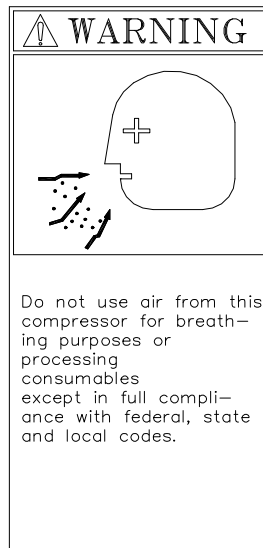 WARNING
Do not use air from this
compressor for breath-
ing purposes or
processing
consumables
except in full compli-
ance with federal, state
and local codes.